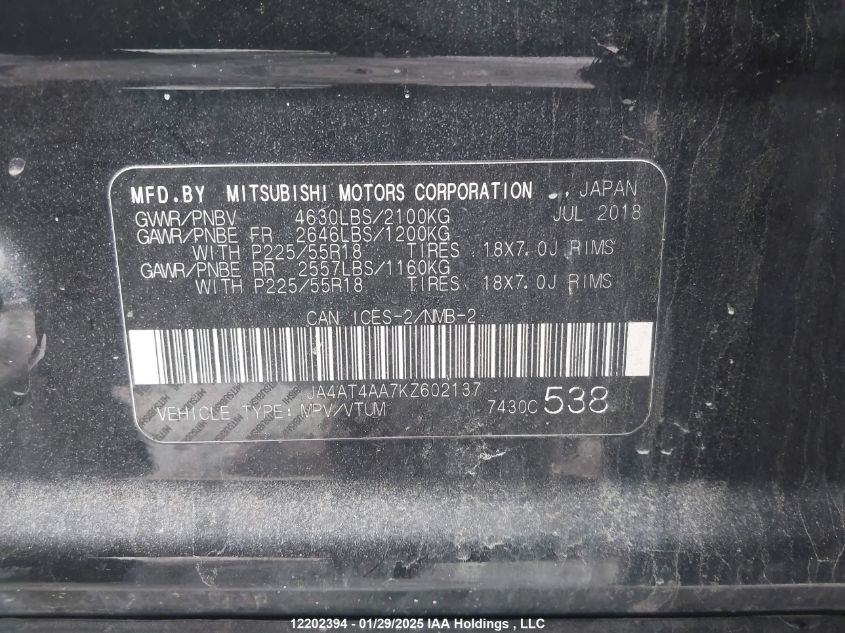 MFD.BY MITSUBISHI MOTORS CORPORATION , JAPAN
GVWR/PNBV 4630LBS/2100KG JUL 2018
GAWR/PNBE FR 2646LBS/1200KG
WITH P225/55R18 TIRES 18X7.0J RIMS
GAWR/PNBE RR 2557LBS/1160KG
WITH P225/55R18 TIRES 18X7.0J RIMS
CAN ICES-2/NMB-2
JA4AT4AA7KZ602137
VEHICLE TYPE: MPV/VTUM 7430C 538
12202394 - 01/29/2025 IAA Holdings , LLC